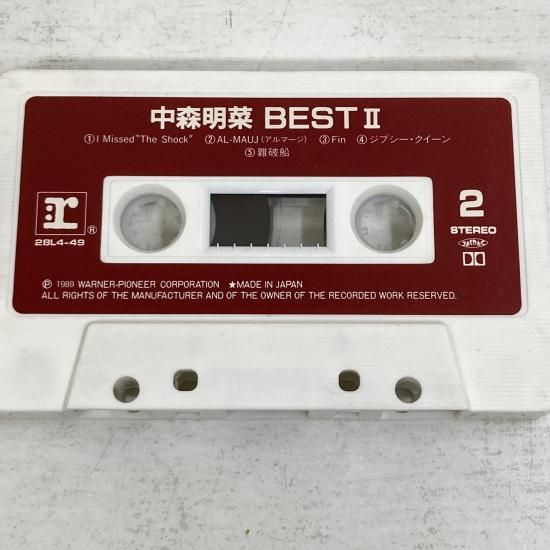 中森明菜 BEST II
①I Missed"The Shock" ②AL-MAUJ(アルマージ) ③Fin ④ジプシー・クイーン
⑤難破船
r ®
28L4-49
2
STEREO
Ⓟ 1989 WARNER-PIONEER CORPORATION ★MADE IN JAPAN
ALL RIGHTS OF THE MANUFACTURER AND OF THE OWNER OF THE RECORDED WORK RESERVED.